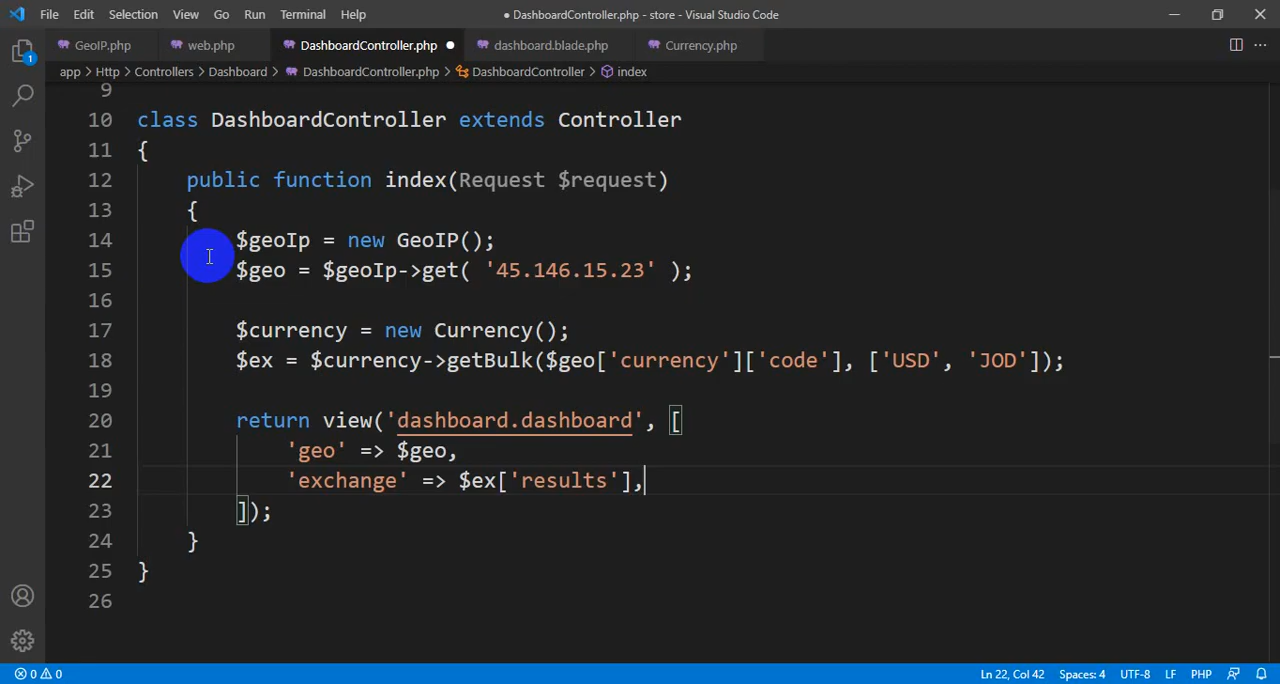 File Edit Selection View Go Run Terminal Help ● DashboardController.php - store - Visual Studio Code
GeoIP.php web.php DashboardController.php ● dashboard.blade.php Currency.php
app > Http > Controllers > Dashboard > DashboardController.php > DashboardController > index
1
9
10 class DashboardController extends Controller
11 {
12 public function index(Request $request)
13 {
14 $geoIp = new GeoIP();
15 $geo = $geoIp->get( '45.146.15.23' );
16
17 $currency = new Currency();
18 $ex = $currency->getBulk($geo['currency']['code'], ['USD', 'JOD']);
19
20 return view('dashboard.dashboard', [
21 'geo' => $geo,
22 'exchange' => $ex['results'],
23 ]);
24 }
25 }
26
0 0 Ln 22, Col 42 Spaces: 4 UTF-8 LF PHP